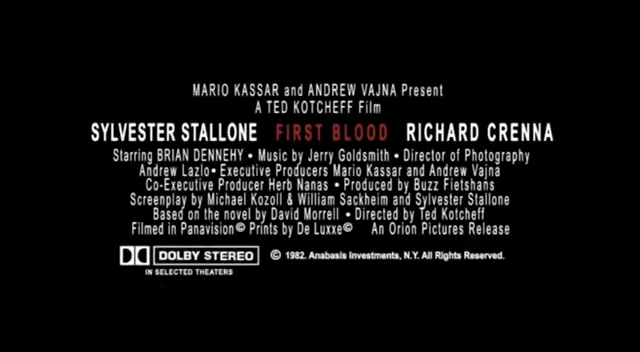 MARIO KASSAR and ANDREW VAJNA Present
A TED KOTCHEFF Film
SYLVESTER STALLONE FIRST BLOOD RICHARD CRENNA
Starring BRIAN DENNEHY • Music by Jerry Goldsmith • Director of Photography
Andrew Lazlo • Executive Producers Mario Kassar and Andrew Vajna
Co-Executive Producer Herb Nanas • Produced by Buzz Fietshans
Screenplay by Michael Kozoll & William Sackheim and Sylvester Stallone
Based on the novel by David Morrell • Directed by Ted Kotcheff
Filmed in Panavision© Prints by De Luxxe© An Orion Pictures Release
DOLBY STEREO © 1982. Anabasis Investments, N.Y. All Rights Reserved.
IN SELECTED THEATERS